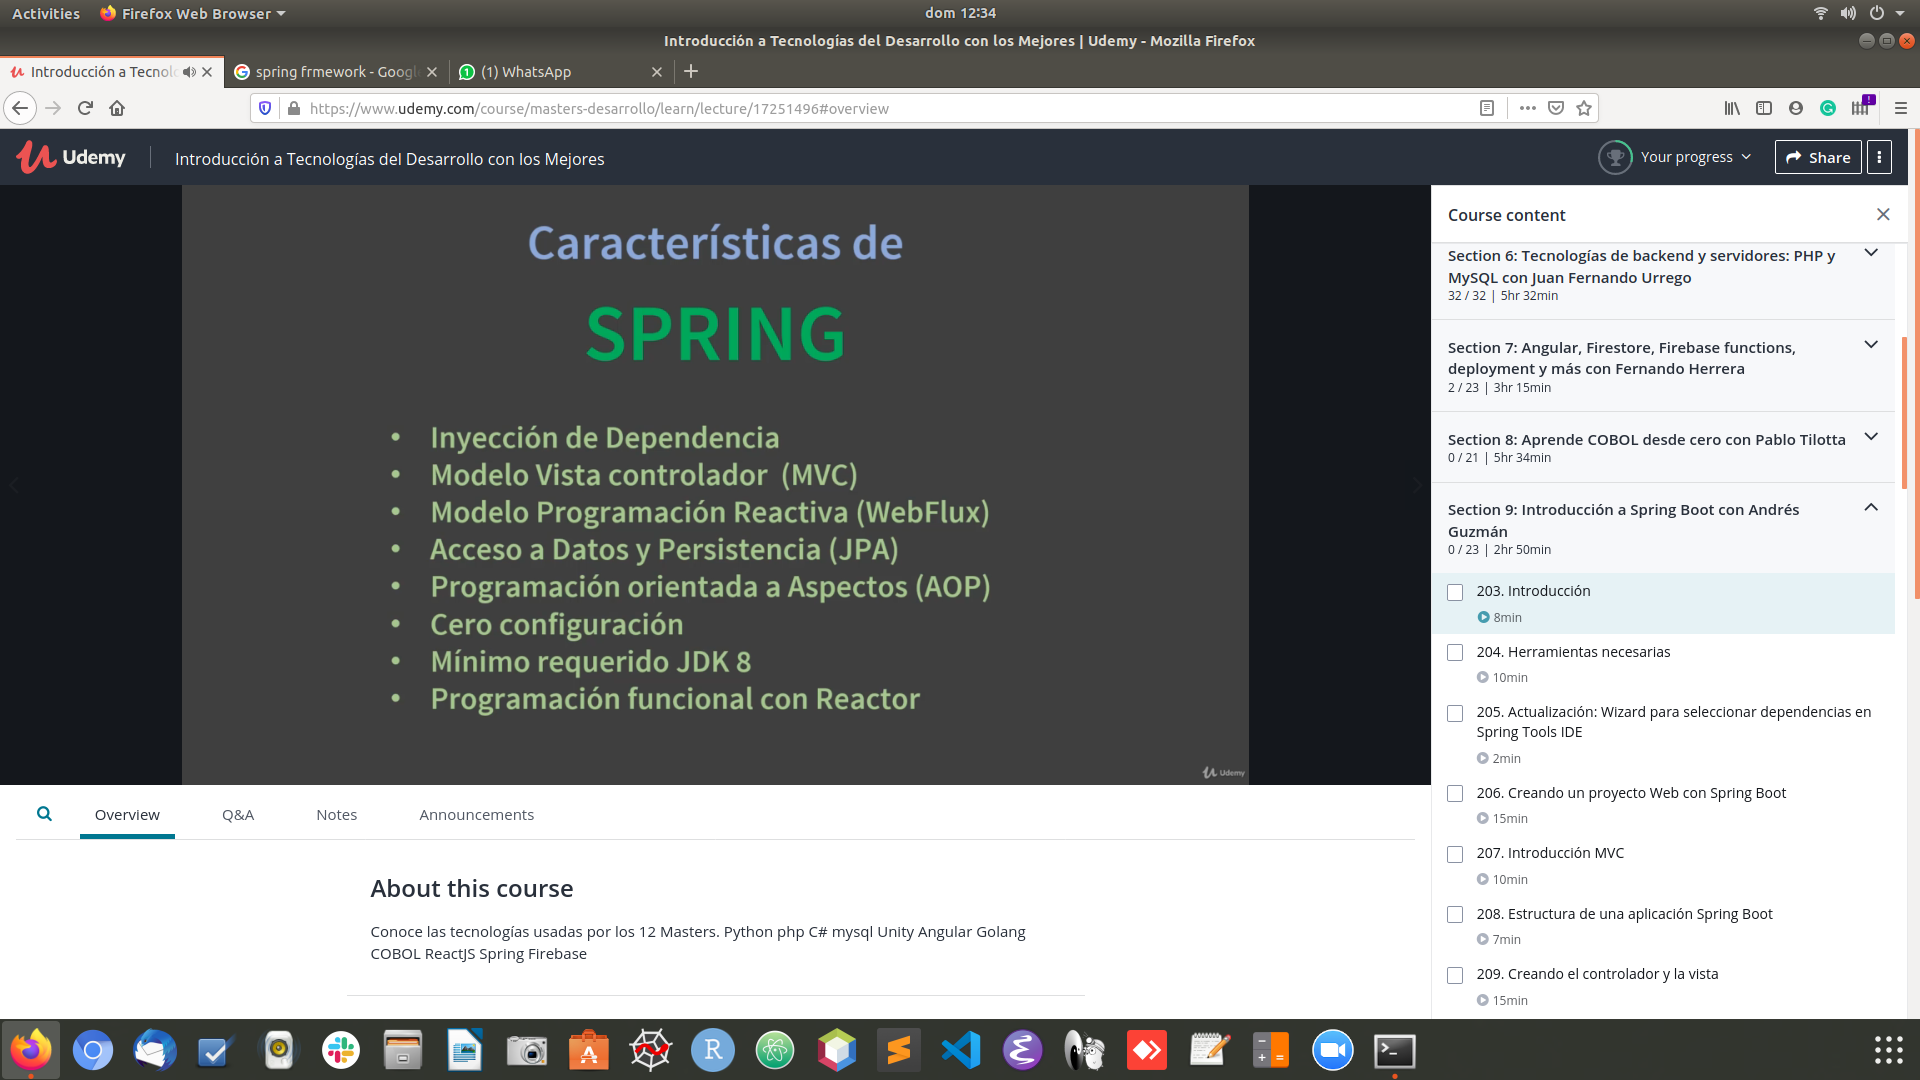 Activities
Firefox Web Browser
dom 12:34
Introducción a Tecnologías del Desarrollo con los Mejores | Udemy - Mozilla Firefox
Introducción a Tecnol
spring frmework - Googl
(1) WhatsApp
https://www.udemy.com/course/masters-desarrollo/learn/lecture/17251496#overview
Udemy
Introducción a Tecnologías del Desarrollo con los Mejores
Your progress
Share
Características de
SPRING
• Inyección de Dependencia
• Modelo Vista controlador (MVC)
• Modelo Programación Reactiva (WebFlux)
• Acceso a Datos y Persistencia (JPA)
• Programación orientada a Aspectos (AOP)
• Cero configuración
• Mínimo requerido JDK 8
• Programación funcional con Reactor
Udemy
Course content
Section 6: Tecnologías de backend y servidores: PHP y
MySQL con Juan Fernando Urrego
32 / 32 | 5hr 32min
Section 7: Angular, Firestore, Firebase functions,
deployment y más con Fernando Herrera
2 / 23 | 3hr 15min
Section 8: Aprende COBOL desde cero con Pablo Tilotta
0 / 21 | 5hr 34min
Section 9: Introducción a Spring Boot con Andrés
Guzmán
0 / 23 | 2hr 50min
203. Introducción
8min
204. Herramientas necesarias
10min
205. Actualización: Wizard para seleccionar dependencias en
Spring Tools IDE
2min
206. Creando un proyecto Web con Spring Boot
15min
207. Introducción MVC
10min
208. Estructura de una aplicación Spring Boot
7min
209. Creando el controlador y la vista
15min
Overview
Q&A
Notes
Announcements
About this course
Conoce las tecnologías usadas por los 12 Masters. Python php C# mysql Unity Angular Golang
COBOL ReactJS Spring Firebase